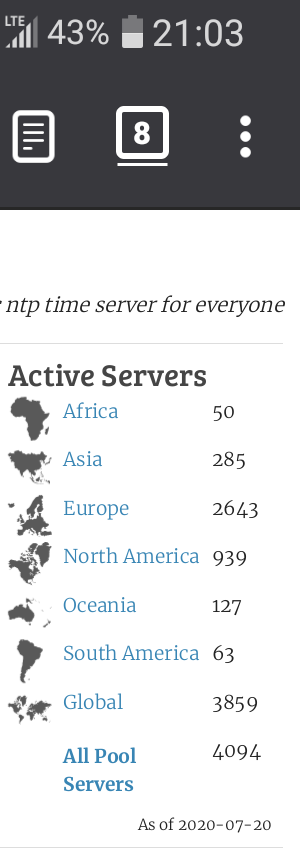 LTE 43% 21:03
8
ntp time server for everyone
Active Servers
Africa 50
Asia 285
Europe 2643
North America 939
Oceania 127
South America 63
Global 3859
All Pool 4094
Servers
As of 2020-07-20